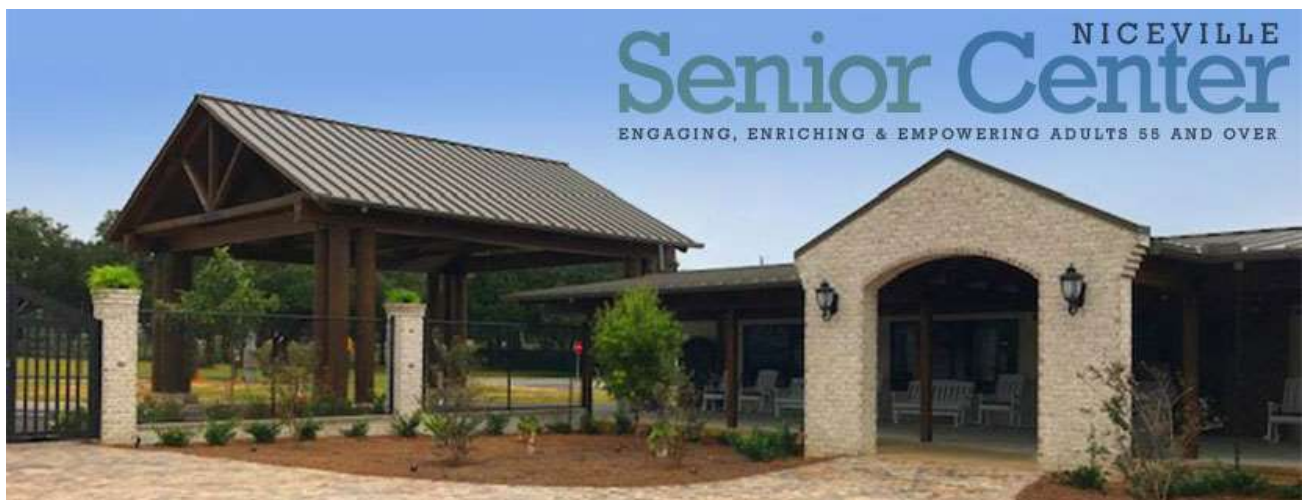 NICEVILLE
Senior Center
ENGAGING, ENRICHING & EMPOWERING ADULTS 55 AND OVER